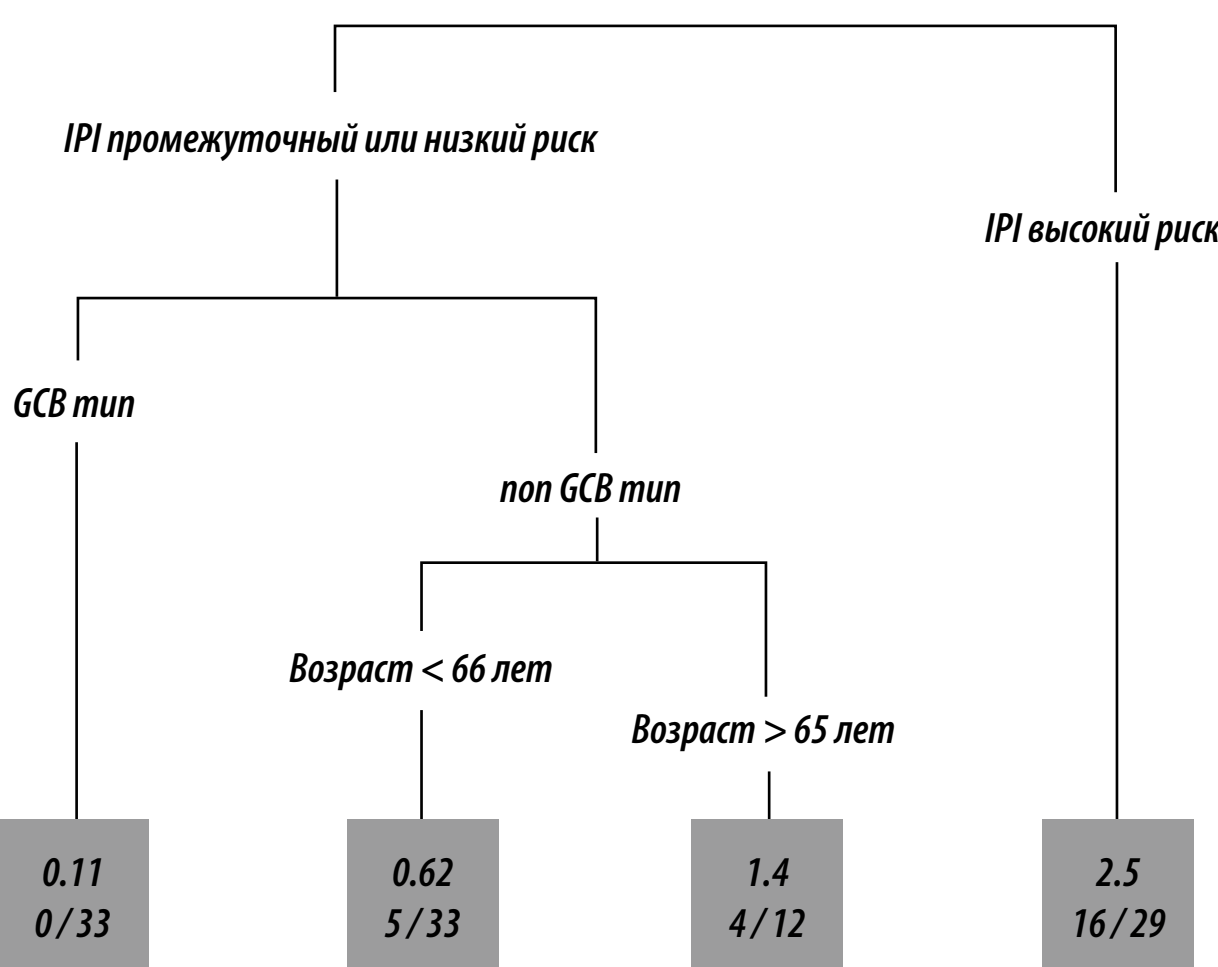 IPI промежуточный или низкий риск
IPI высокий риск
GCB тип
non GCB тип
Возраст < 66 лет
Возраст > 65 лет
0.11
0 / 33
0.62
5 / 33
1.4
4 / 12
2.5
16 / 29